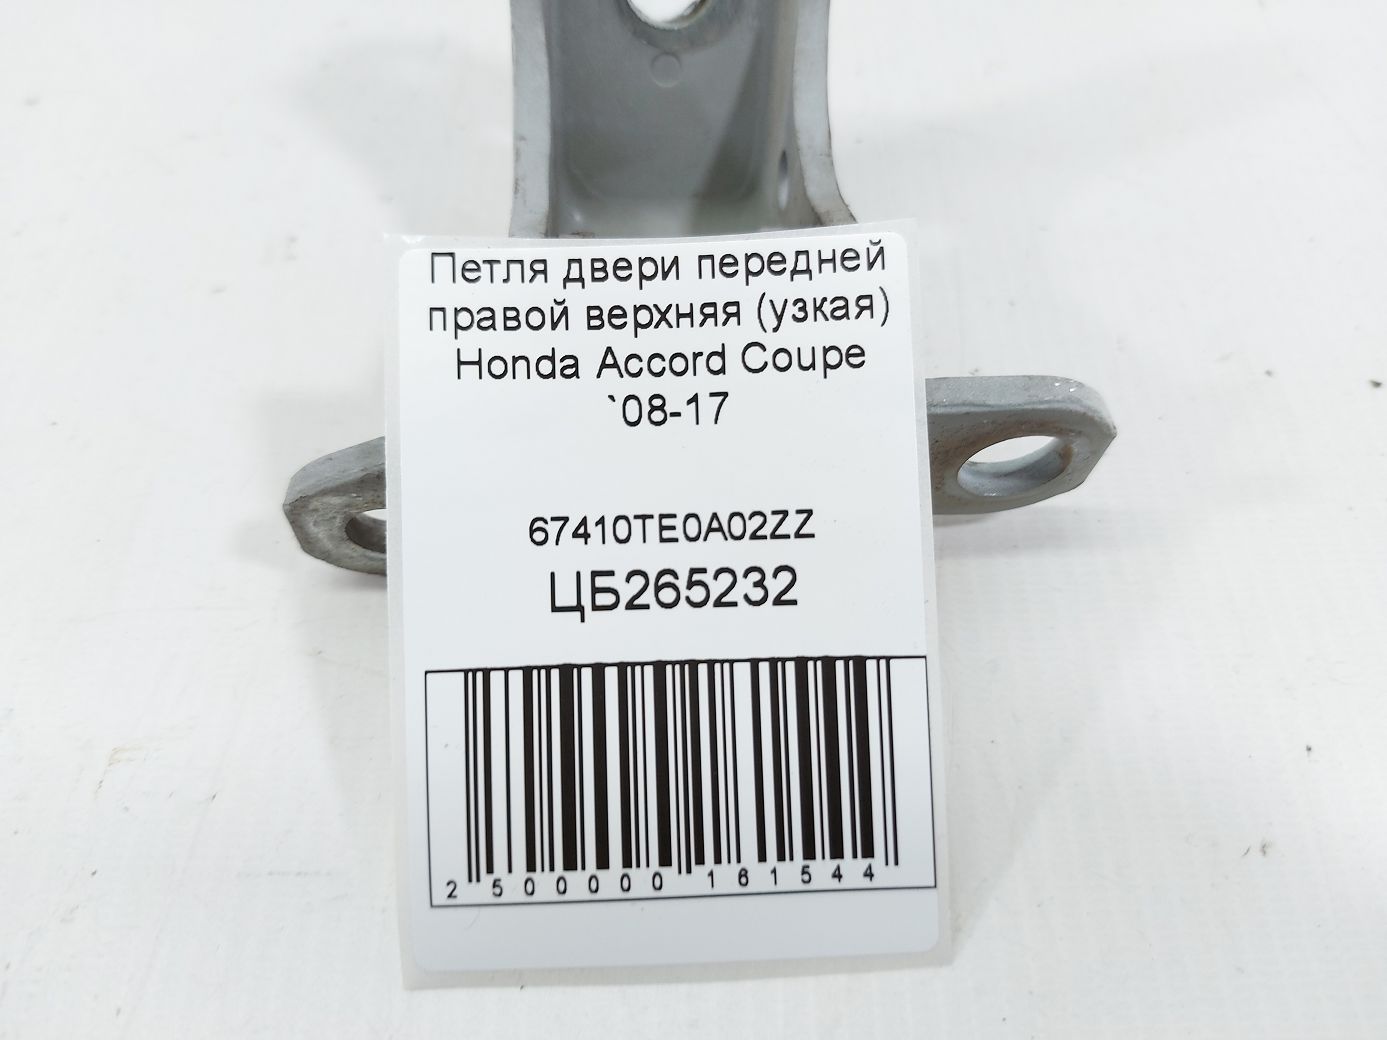 Петля двери передней
правой верхняя (узкая)
Honda Accord Coupe
`08-17
67410TE0A02ZZ
ЦБ265232
2 500000 161544